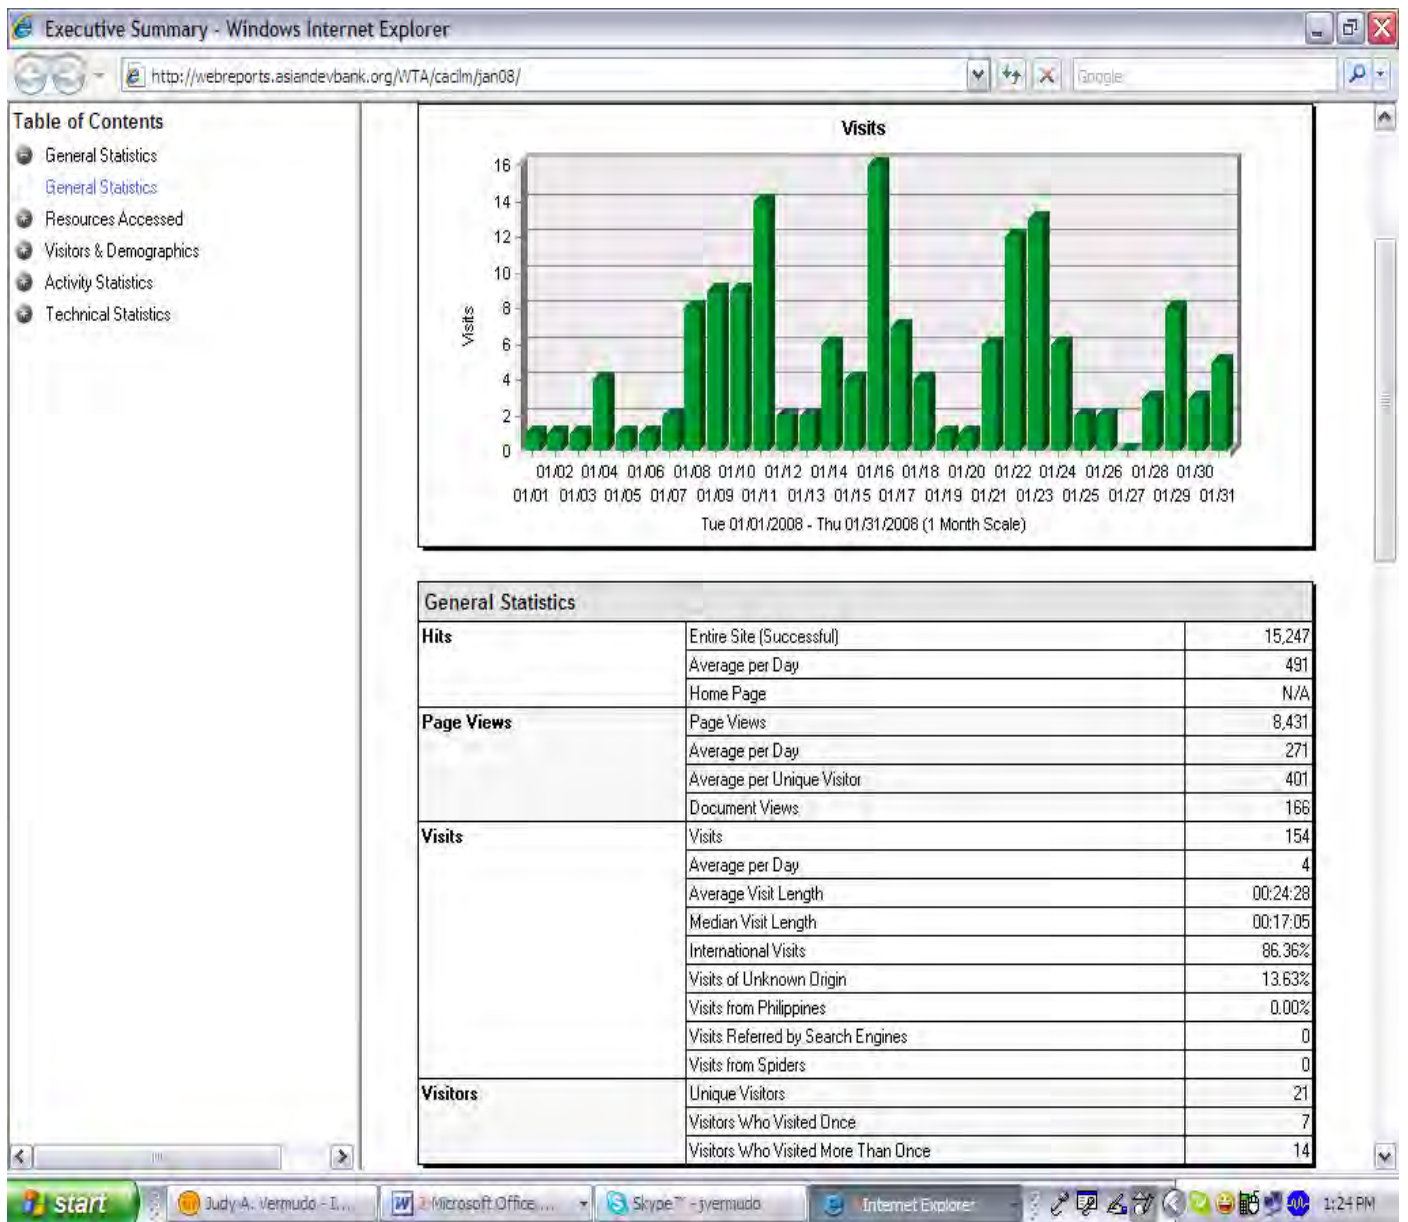 Executive Summary - Windows Internet Explorer
http://webreports.asiandevbank.org/WTA/cacilm/jan08/
Google
Table of Contents
General Statistics
General Statistics
Resources Accessed
Visitors & Demographics
Activity Statistics
Technical Statistics
Visits
16
14
12
10
8
6
4
2
0
Visits
01/02 01/04 01/06 01/08 01/10 01/12 01/14 01/16 01/18 01/20 01/22 01/24 01/26 01/28 01/30
01/01 01/03 01/05 01/07 01/09 01/11 01/13 01/15 01/17 01/19 01/21 01/23 01/25 01/27 01/29 01/31
Tue 01/01/2008 - Thu 01/31/2008 (1 Month Scale)
General Statistics
Hits Entire Site (Successful) 15,247
Average per Day 491
Home Page N/A
Page Views Page Views 8,431
Average per Day 271
Average per Unique Visitor 401
Document Views 166
Visits Visits 154
Average per Day 4
Average Visit Length 00:24:28
Median Visit Length 00:17:05
International Visits 86.36%
Visits of Unknown Origin 13.63%
Visits from Philippines 0.00%
Visits Referred by Search Engines 0
Visits from Spiders 0
Visitors Unique Visitors 21
Visitors Who Visited Once 7
Visitors Who Visited More Than Once 14
start Judy A. Vermudo - I... Microsoft Office ... Skype™ - jvermudo Internet Explorer 1:24 PM